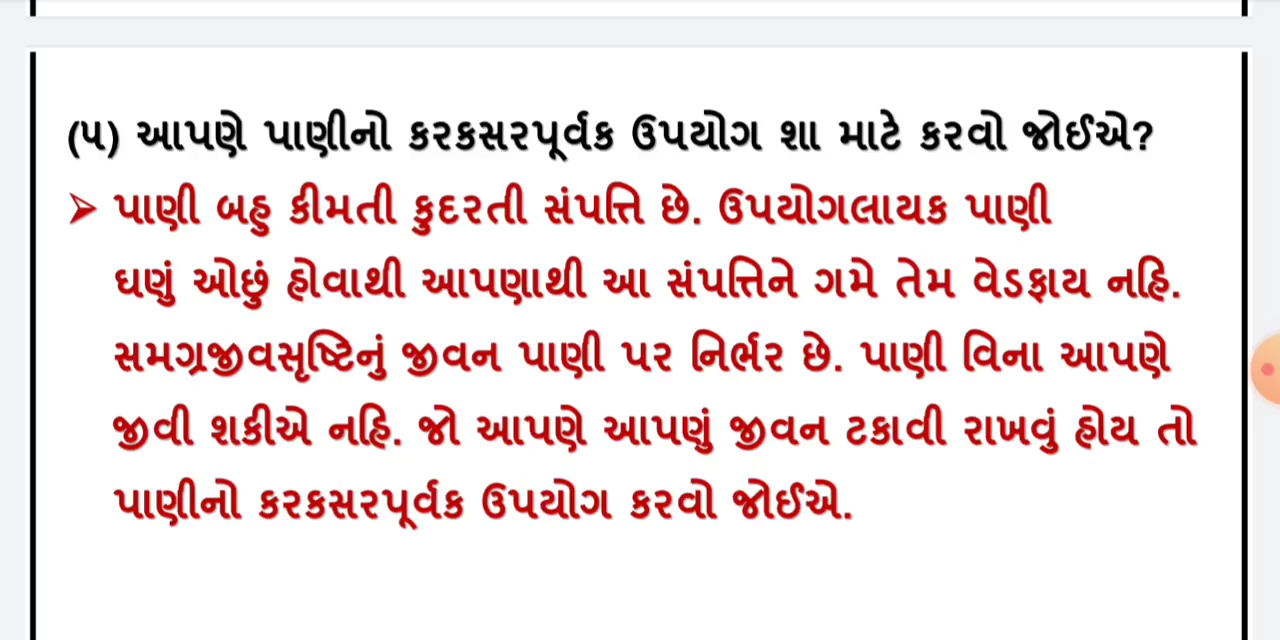 (૫) આપણે પાણીનો કરકસરપૂર્વક ઉપયોગ શા માટે કરવો જોઈએ?
➢ પાણી બહુ કીમતી કુદરતી સંપત્તિ છે. ઉપયોગલાયક પાણી
ઘણું ઓછું હોવાથી આપણાથી આ સંપત્તિને ગમે તેમ વેડફાય નહિ.
સમગ્રજીવસૃષ્ટિનું જીવન પાણી પર નિર્ભર છે. પાણી વિના આપણે
જીવી શકીએ નહિ. જો આપણે આપણું જીવન ટકાવી રાખવું હોય તો
પાણીનો કરકસરપૂર્વક ઉપયોગ કરવો જોઈએ.